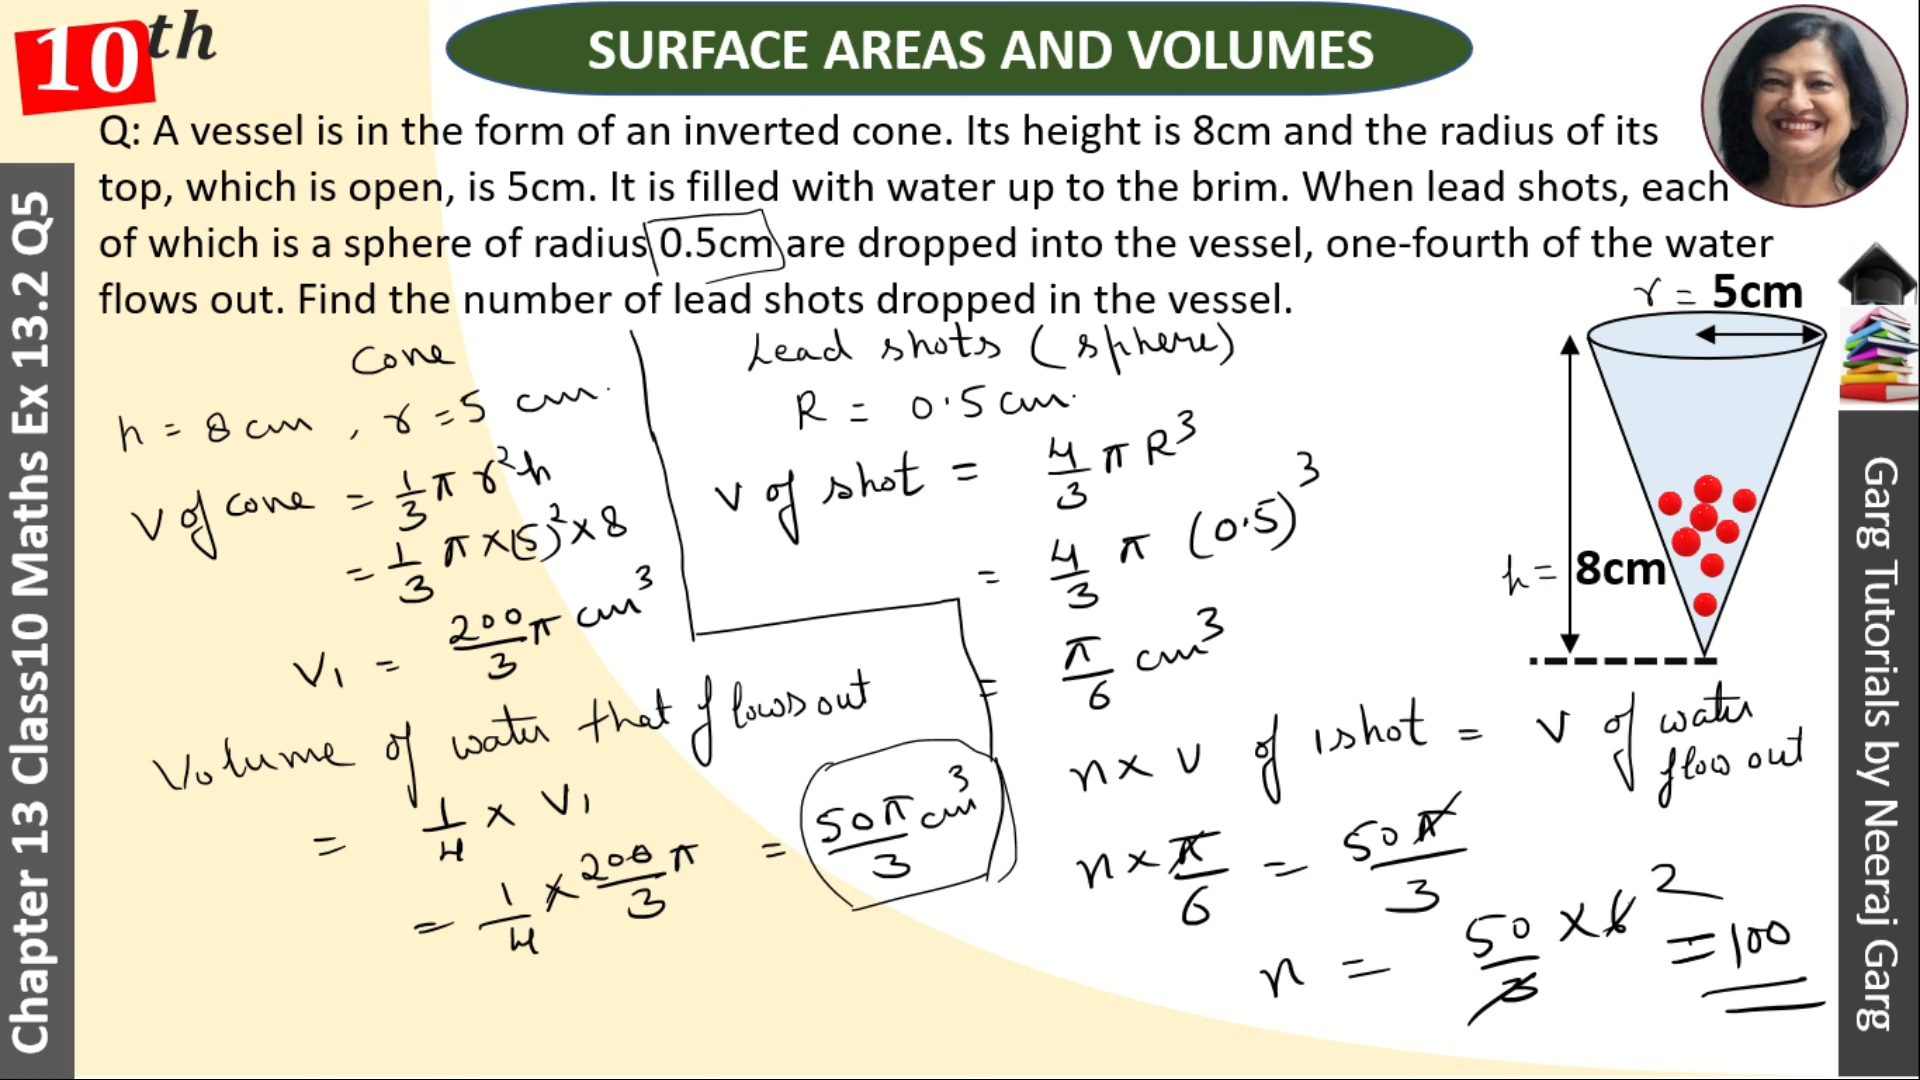 10th
SURFACE AREAS AND VOLUMES
Q: A vessel is in the form of an inverted cone. Its height is 8cm and the radius of its
top, which is open, is 5cm. It is filled with water up to the brim. When lead shots, each
of which is a sphere of radius 0.5cm are dropped into the vessel, one-fourth of the water
flows out. Find the number of lead shots dropped in the vessel.
Cone
h = 8 cm , r = 5 cm.
V of cone = 1/3 π r²h
= 1/3 π × (5)² × 8
V₁ = 200/3 π cm³
Volume of water that flows out
= 1/4 × V₁
= 1/4 × 200/3 π = 50π/3 cm³
Lead shots (sphere)
R = 0.5 cm.
V of shot = 4/3 π R³
= 4/3 π (0.5)³
= π/6 cm³
n × V of 1 shot = V of water flow out
n × π/6 = 50π/3
n = 50/3 × 6 2 = 100
r = 5cm
h = 8cm
Chapter 13 Class10 Maths Ex 13.2 Q5
Garg Tutorials by Neeraj Garg